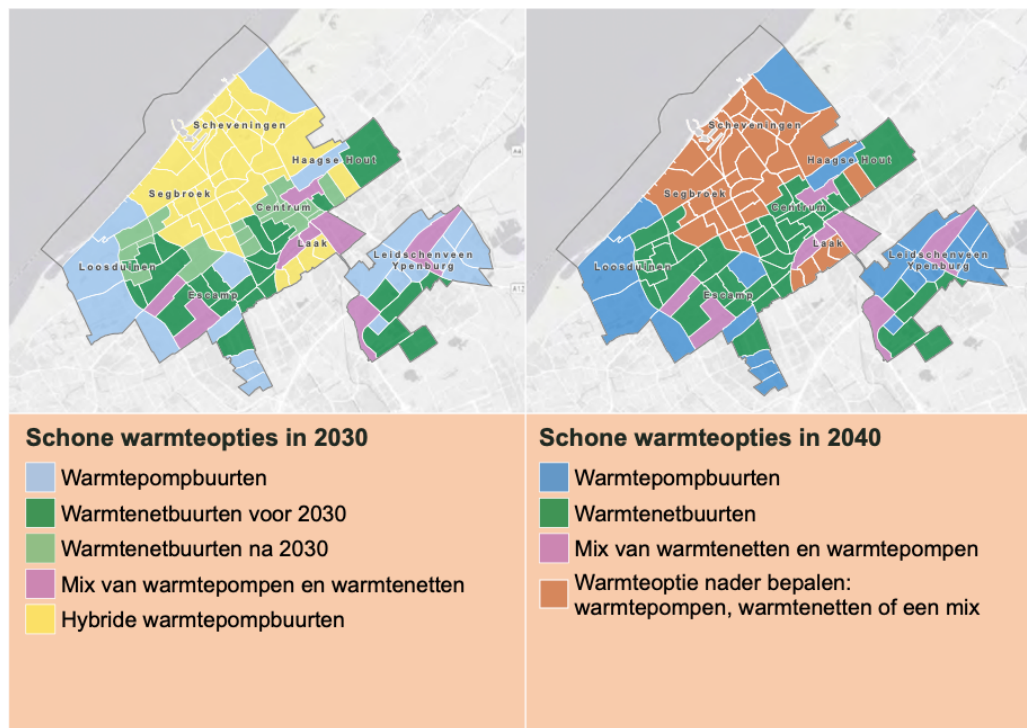 Scheveningen
Haagse Hout
Segbroek
Centrum
Laak
Loosduinen
Escamp
Leidschenveen
Ypenburg
A12
Scheveningen
Haagse Hout
Segbroek
Centrum
Laak
Loosduinen
Escamp
Leidschenveen
Ypenburg
Schone warmteopties in 2030
Warmtepompbuurten
Warmtenetbuurten voor 2030
Warmtenetbuurten na 2030
Mix van warmtepompen en warmtenetten
Hybride warmtepompbuurten
Schone warmteopties in 2040
Warmtepompbuurten
Warmtenetbuurten
Mix van warmtenetten en warmtepompen
Warmteoptie nader bepalen:
warmtepompen, warmtenetten of een mix